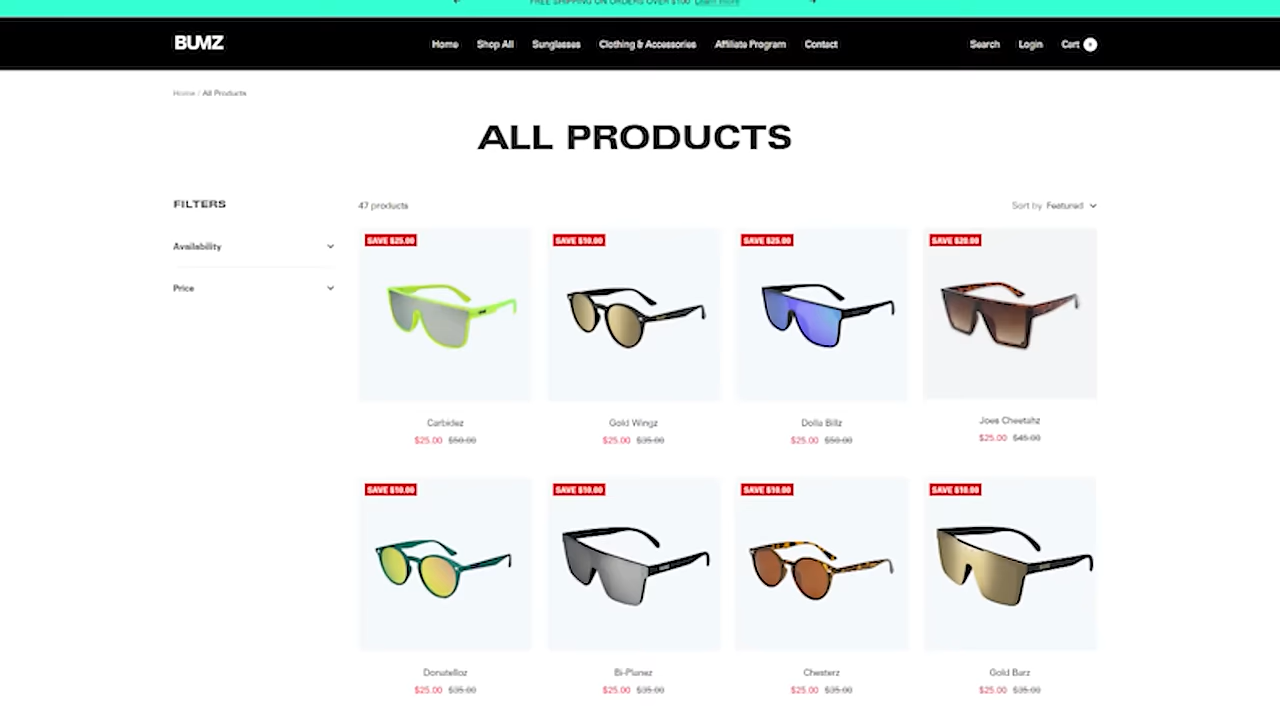 FREE SHIPPING ON ORDERS OVER $100 Learn more
BUMZ
Home Shop All Sunglasses Clothing & Accessories Affiliate Program Contact
Search Login Cart
Home / All Products
ALL PRODUCTS
FILTERS
47 products
Sort by Featured
Availability
Price
SAVE $25.00 SAVE $10.00 SAVE $25.00 SAVE $20.00
Carbidez Gold Wingz Dolla Billz Joes Cheetahz
$25.00 $50.00 $25.00 $35.00 $25.00 $50.00 $25.00 $45.00
SAVE $10.00 SAVE $10.00 SAVE $10.00 SAVE $10.00
Donatelloz Bi-Planez Chesterz Gold Barz
$25.00 $35.00 $25.00 $35.00 $25.00 $35.00 $25.00 $35.00